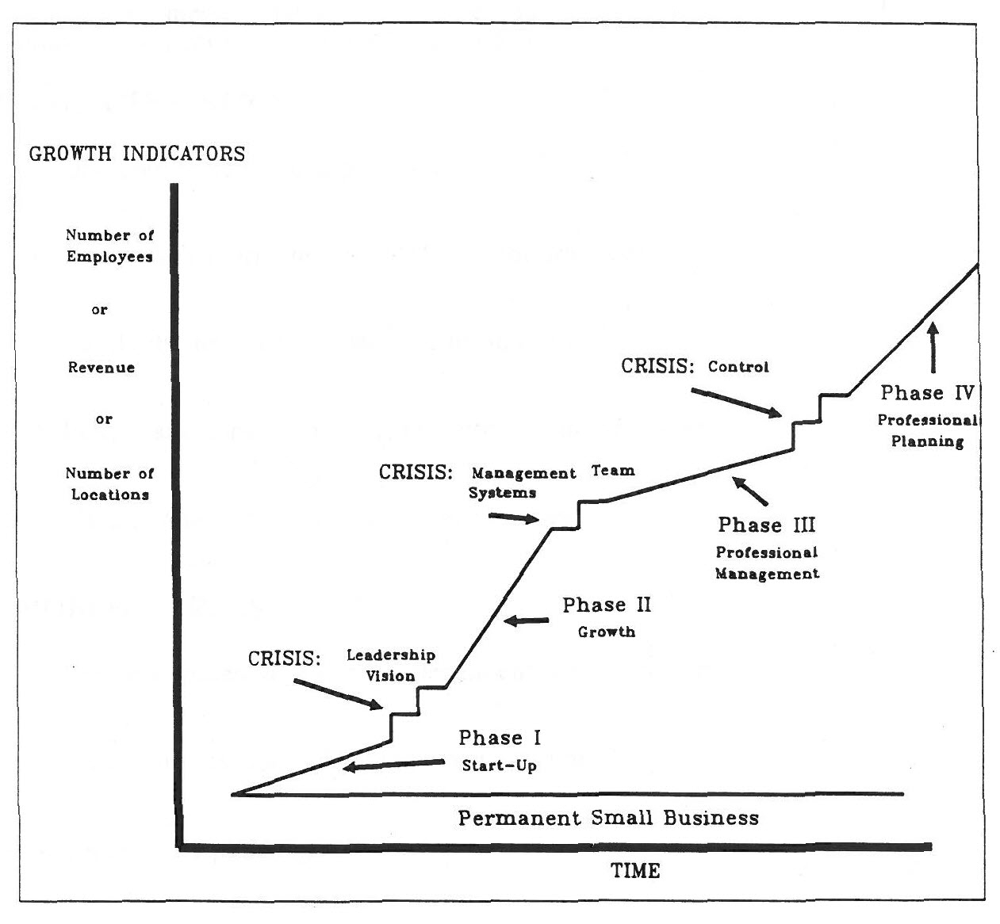 GROWTH INDICATORS
Number of
Employees
or
Revenue
or
Number of
Locations
CRISIS: Control
Phase IV
Professional
Planning
CRISIS: Management Team
Systems
Phase III
Professional
Management
Phase II
Growth
CRISIS: Leadership
Vision
Phase I
Start-Up
Permanent Small Business
TIME